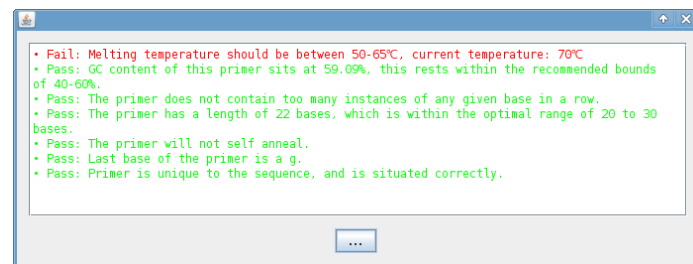 • Fail: Melting temperature should be between 50-65℃, current temperature: 70℃
• Pass: GC content of this primer sits at 59.09%, this rests within the recommended bounds
of 40-60%.
• Pass: The primer does not contain too many instances of any given base in a row.
• Pass: The primer has a length of 22 bases, which is within the optimal range of 20 to 30
bases.
• Pass: The primer will not self anneal.
• Pass: Last base of the primer is a g.
• Pass: Primer is unique to the sequence, and is situated correctly.
...